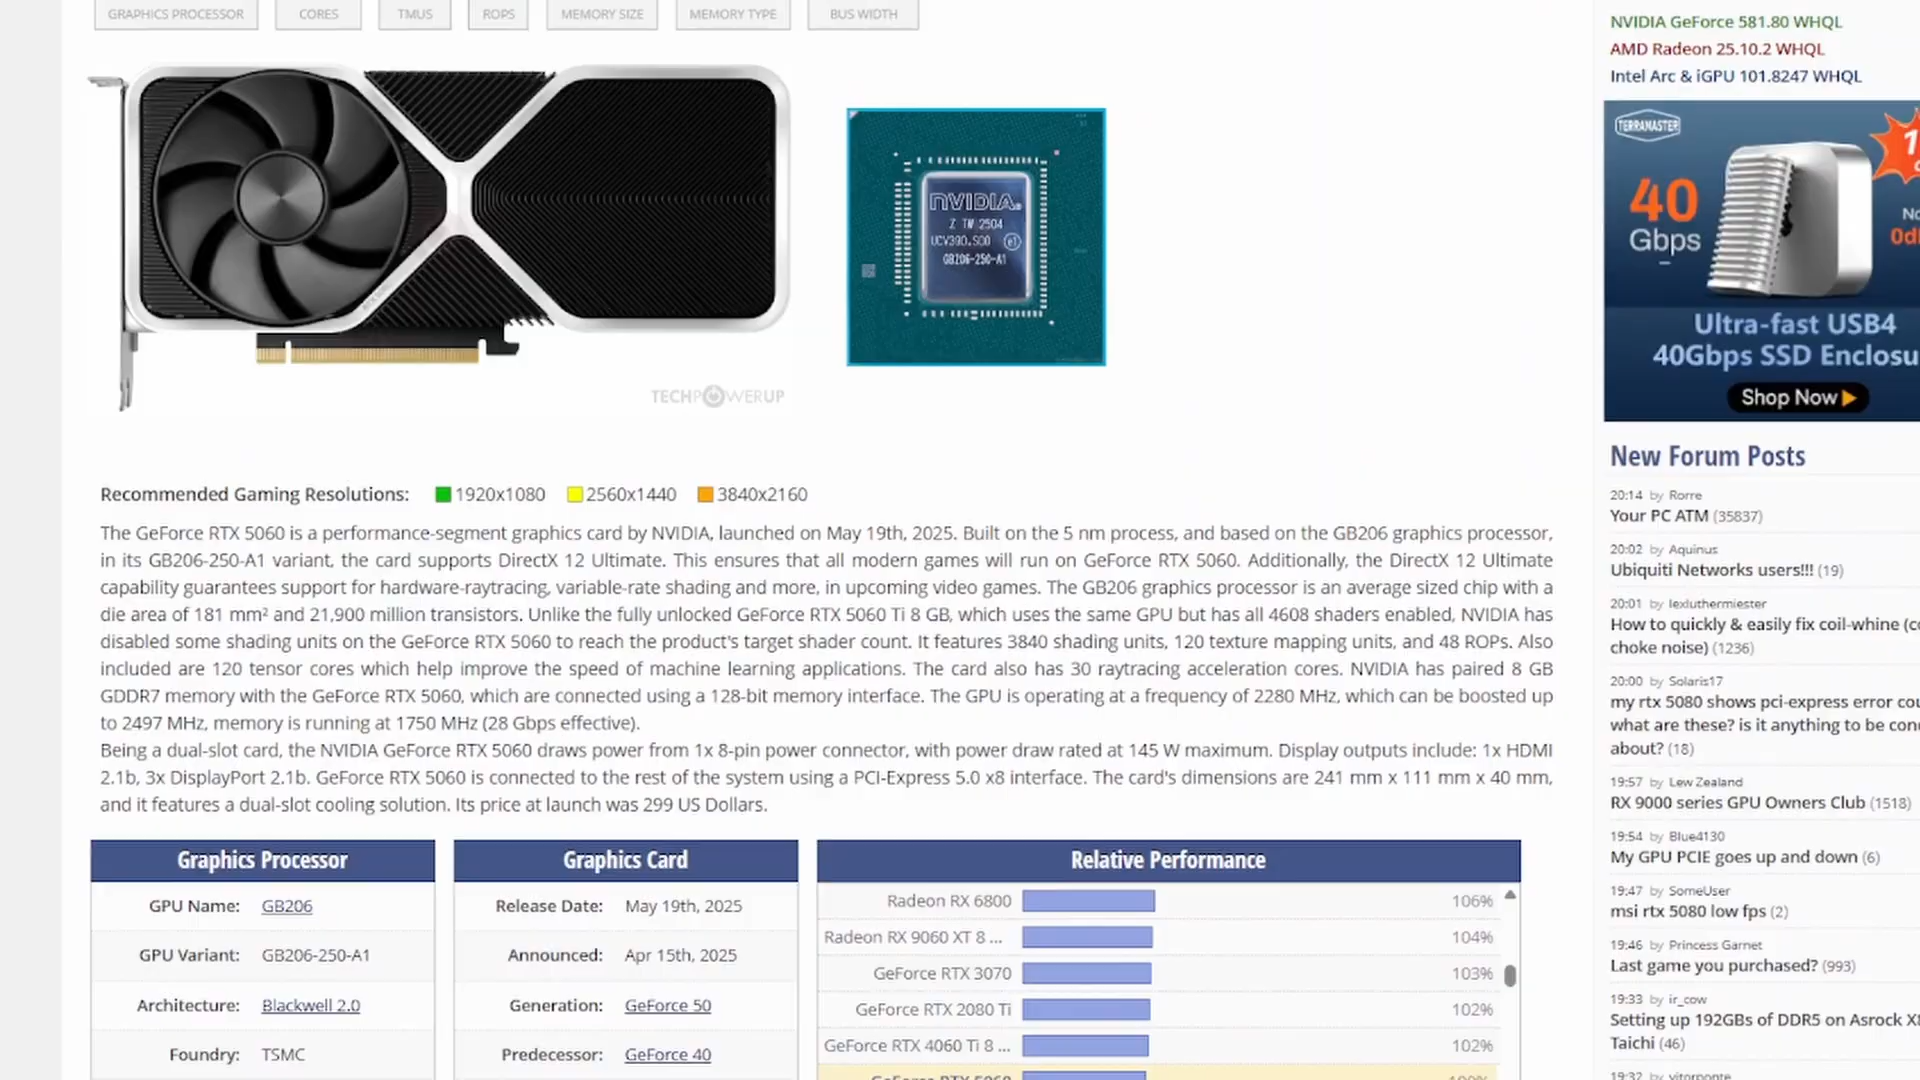 GRAPHICS PROCESSOR CORES TMUS ROPS MEMORY SIZE MEMORY TYPE BUS WIDTH
NVIDIA
Z TW 2504
GB206-250-A1
TECHPOWERUP
Recommended Gaming Resolutions: 1920x1080 2560x1440 3840x2160
The GeForce RTX 5060 is a performance-segment graphics card by NVIDIA, launched on May 19th, 2025. Built on the 5 nm process, and based on the GB206 graphics processor,
in its GB206-250-A1 variant, the card supports DirectX 12 Ultimate. This ensures that all modern games will run on GeForce RTX 5060. Additionally, the DirectX 12 Ultimate
capability guarantees support for hardware-raytracing, variable-rate shading and more, in upcoming video games. The GB206 graphics processor is an average sized chip with a
die area of 181 mm² and 21,900 million transistors. Unlike the fully unlocked GeForce RTX 5060 Ti 8 GB, which uses the same GPU but has all 4608 shaders enabled, NVIDIA has
disabled some shading units on the GeForce RTX 5060 to reach the product's target shader count. It features 3840 shading units, 120 texture mapping units, and 48 ROPs. Also
included are 120 tensor cores which help improve the speed of machine learning applications. The card also has 30 raytracing acceleration cores. NVIDIA has paired 8 GB
GDDR7 memory with the GeForce RTX 5060, which are connected using a 128-bit memory interface. The GPU is operating at a frequency of 2280 MHz, which can be boosted up
to 2497 MHz, memory is running at 1750 MHz (28 Gbps effective).
Being a dual-slot card, the NVIDIA GeForce RTX 5060 draws power from 1x 8-pin power connector, with power draw rated at 145 W maximum. Display outputs include: 1x HDMI
2.1b, 3x DisplayPort 2.1b. GeForce RTX 5060 is connected to the rest of the system using a PCI-Express 5.0 x8 interface. The card's dimensions are 241 mm x 111 mm x 40 mm,
and it features a dual-slot cooling solution. Its price at launch was 299 US Dollars.
Graphics Processor
GPU Name: GB206
GPU Variant: GB206-250-A1
Architecture: Blackwell 2.0
Foundry: TSMC
Graphics Card
Release Date: May 19th, 2025
Announced: Apr 15th, 2025
Generation: GeForce 50
Predecessor: GeForce 40
Relative Performance
Radeon RX 6800 106%
Radeon RX 9060 XT 8 ... 104%
GeForce RTX 3070 103%
GeForce RTX 2080 Ti 102%
GeForce RTX 4060 Ti 8 ... 102%
GeForce RTX 5060 100%
NVIDIA GeForce 581.80 WHQL
AMD Radeon 25.10.2 WHQL
Intel Arc & iGPU 101.8247 WHQL
TERRAMASTER
40
Gbps
No
0d
Ultra-fast USB4
40Gbps SSD Enclosu
Shop Now
New Forum Posts
20:14 by Rorre
Your PC ATM (35837)
20:02 by Aquinus
Ubiquiti Networks users!!! (19)
20:01 by lexluthermiester
How to quickly & easily fix coil-whine (co
choke noise) (1236)
20:00 by Solaris17
my rtx 5080 shows pci-express error cou
what are these? is it anything to be con
about? (18)
19:57 by Lew Zealand
RX 9000 series GPU Owners Club (1518)
19:54 by Blue4130
My GPU PCIE goes up and down (6)
19:47 by SomeUser
msi rtx 5080 low fps (2)
19:46 by Princess Garnet
Last game you purchased? (993)
19:33 by ir_cow
Setting up 192GBs of DDR5 on Asrock X
Taichi (46)
19:32 by vitorponte